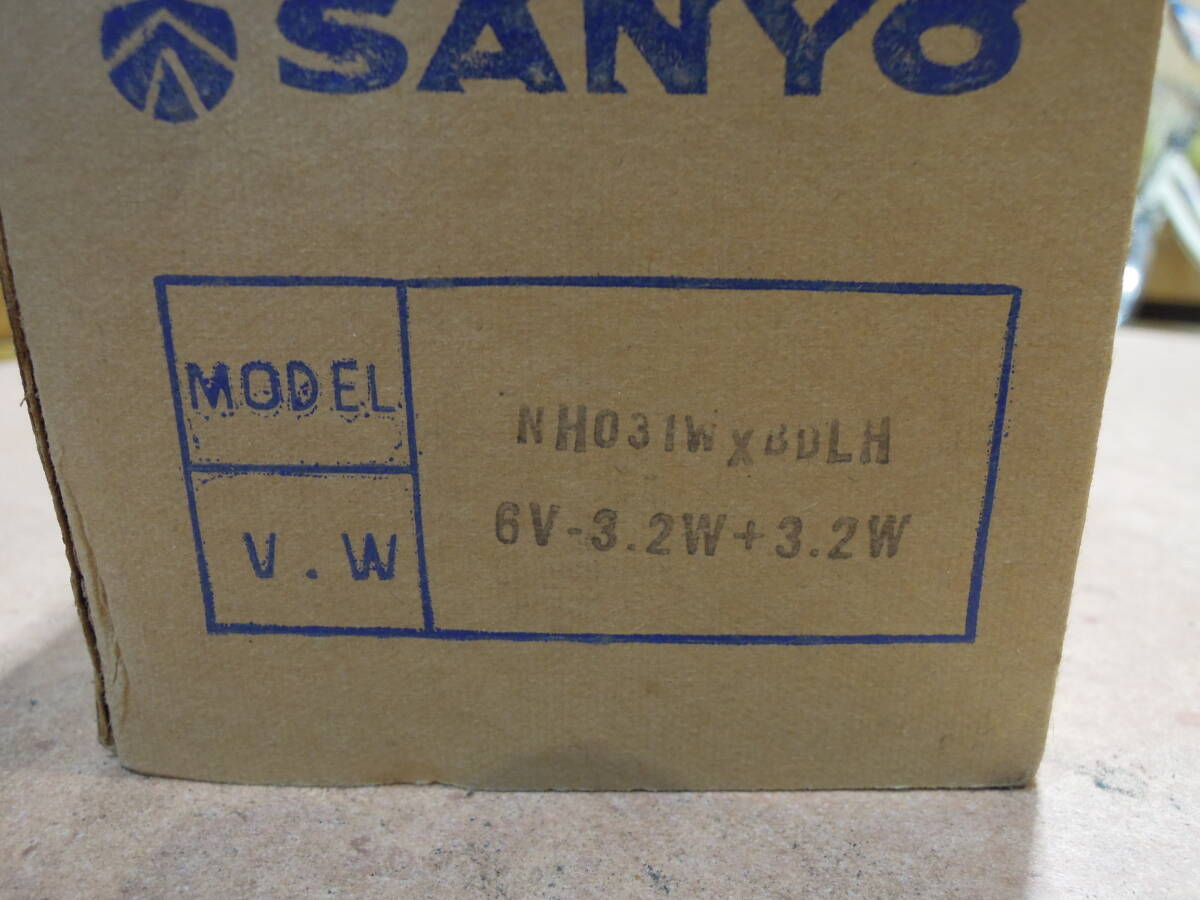 SANYO
MODEL
NH031WXBDLH
V.W
6V-3.2W+3.2W